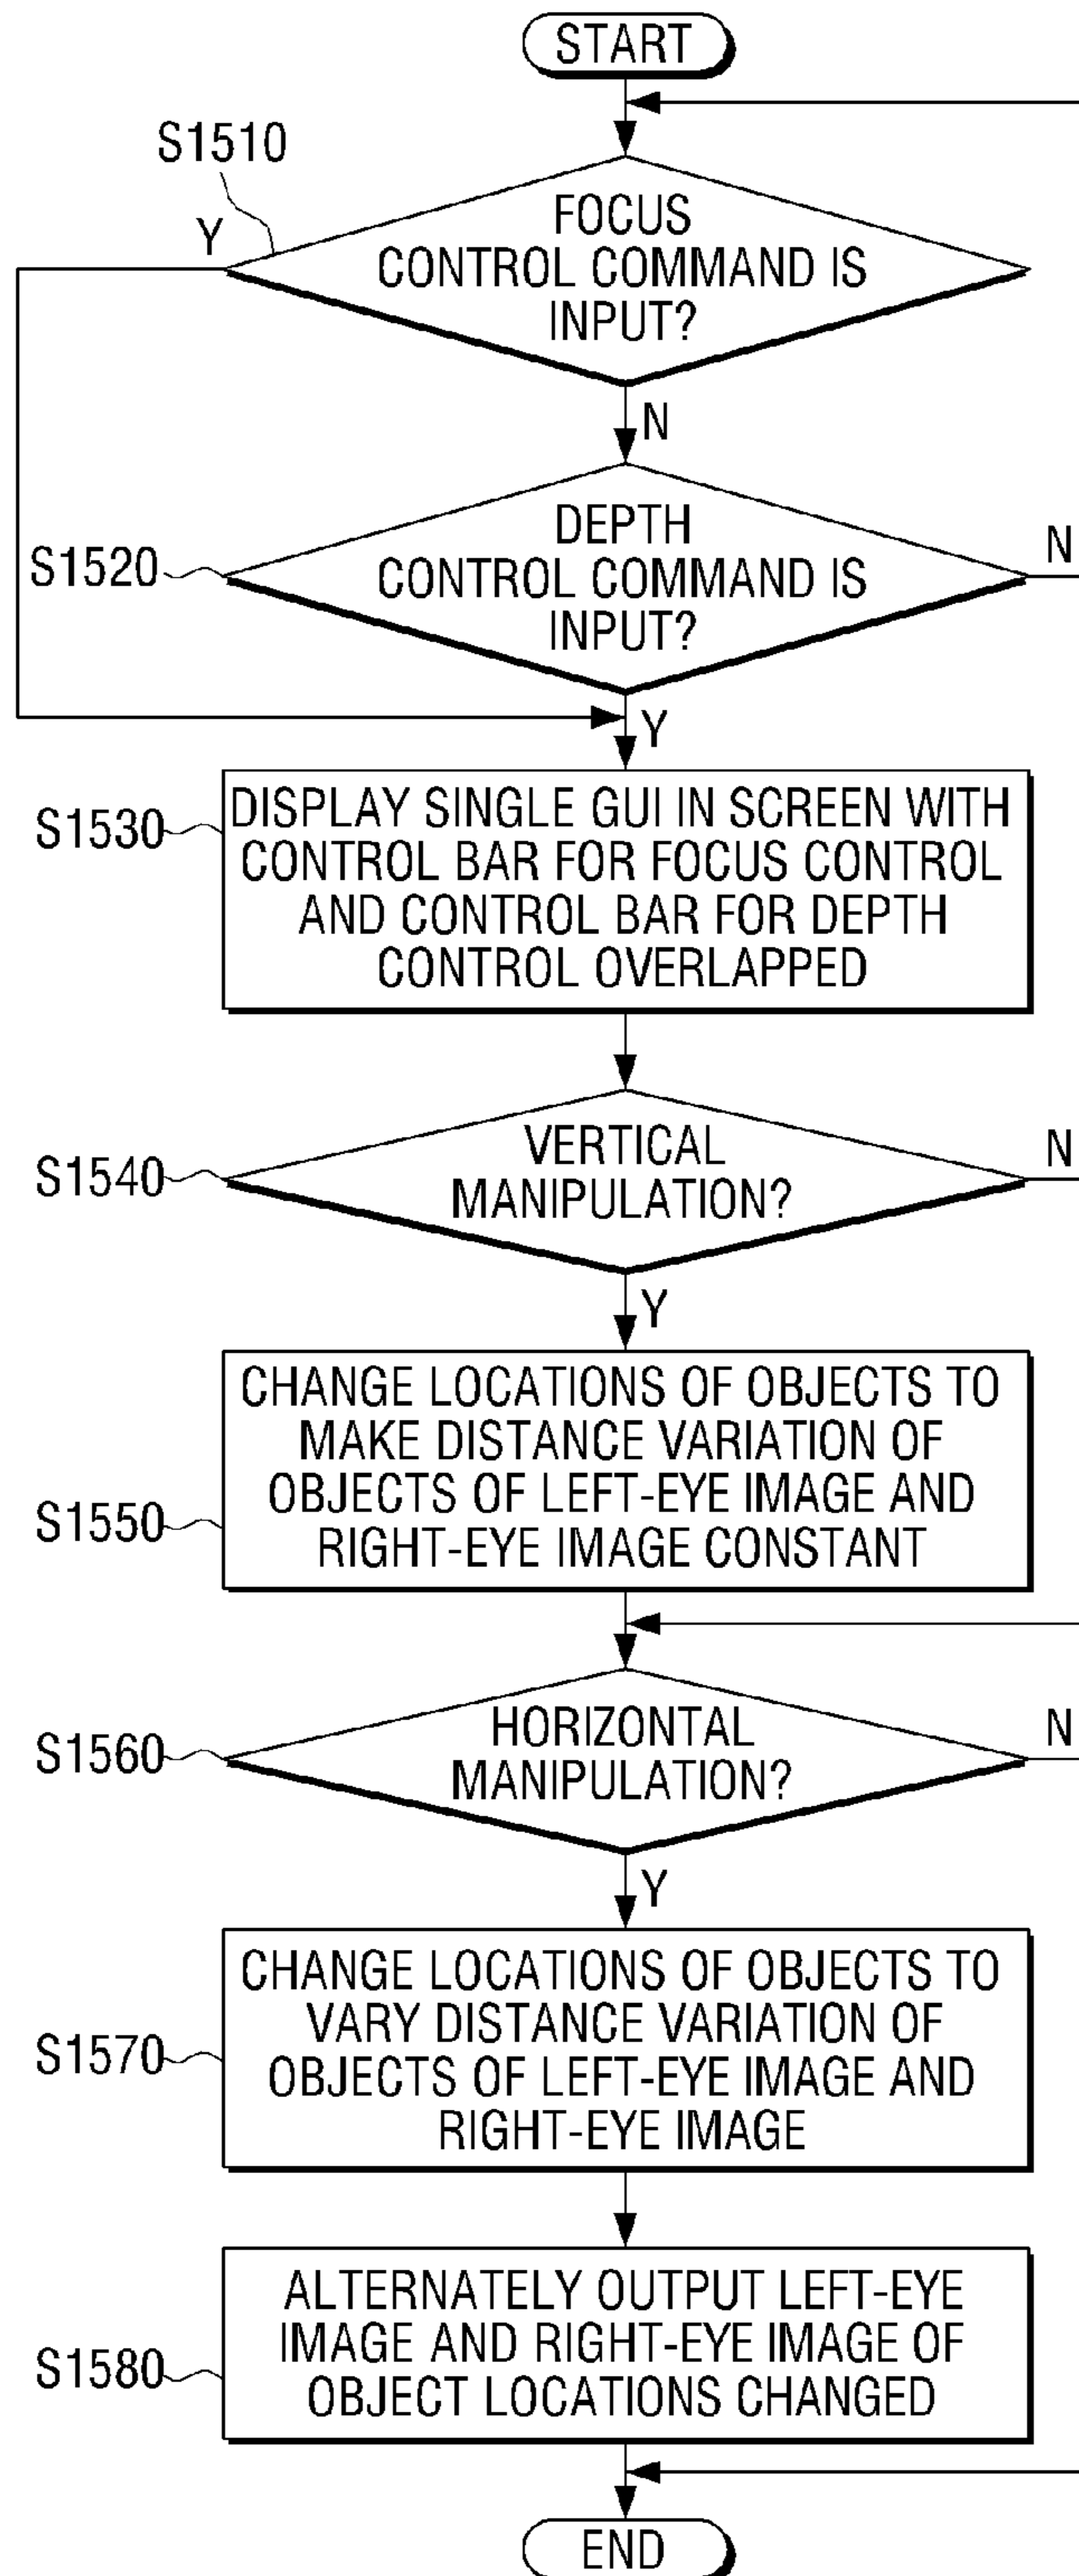 START
S1510
Y
FOCUS
CONTROL COMMAND IS
INPUT?
N
S1520
DEPTH
CONTROL COMMAND IS
INPUT?
N
Y
S1530
DISPLAY SINGLE GUI IN SCREEN WITH
CONTROL BAR FOR FOCUS CONTROL
AND CONTROL BAR FOR DEPTH
CONTROL OVERLAPPED
S1540
VERTICAL
MANIPULATION?
N
Y
S1550
CHANGE LOCATIONS OF OBJECTS TO
MAKE DISTANCE VARIATION OF
OBJECTS OF LEFT-EYE IMAGE AND
RIGHT-EYE IMAGE CONSTANT
S1560
HORIZONTAL
MANIPULATION?
N
Y
S1570
CHANGE LOCATIONS OF OBJECTS TO
VARY DISTANCE VARIATION OF
OBJECTS OF LEFT-EYE IMAGE AND
RIGHT-EYE IMAGE
S1580
ALTERNATELY OUTPUT LEFT-EYE
IMAGE AND RIGHT-EYE IMAGE OF
OBJECT LOCATIONS CHANGED
END